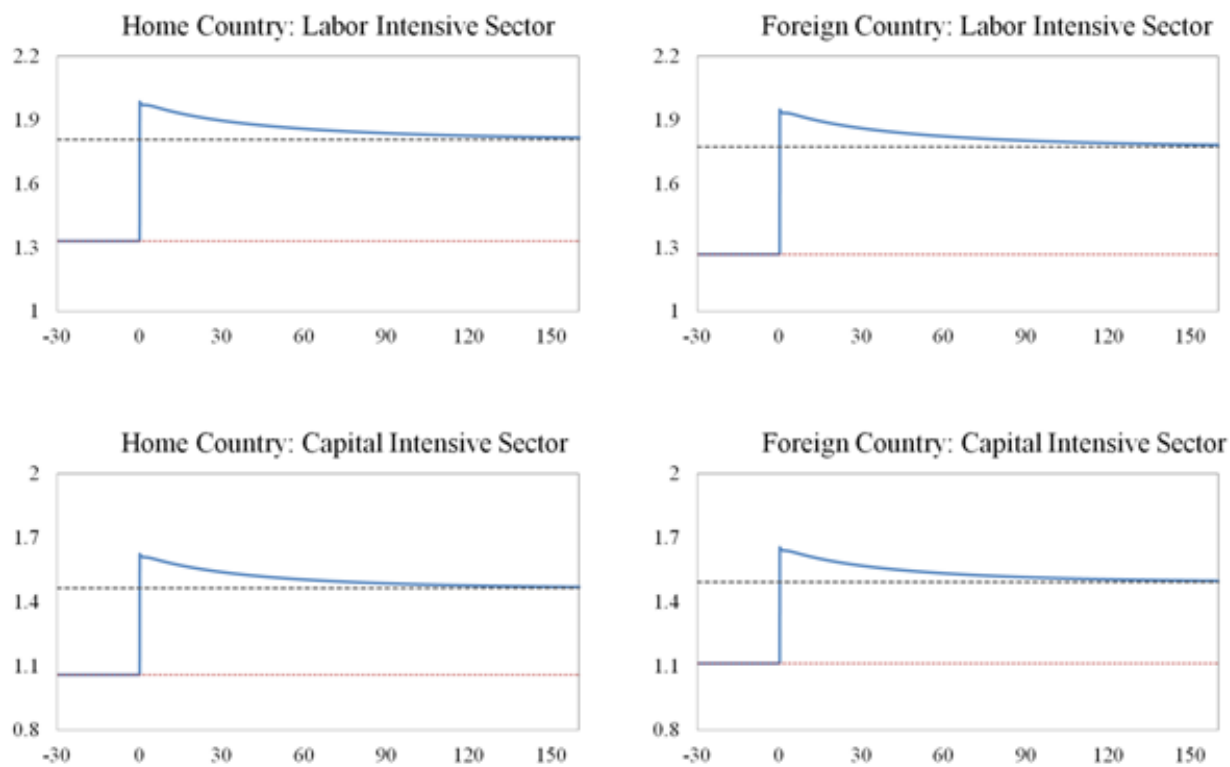 Home Country: Labor Intensive Sector
Foreign Country: Labor Intensive Sector
2.2
1.9
1.6
1.3
1
-30 0 30 60 90 120 150
2.2
1.9
1.6
1.3
1
-30 0 30 60 90 120 150
Home Country: Capital Intensive Sector
Foreign Country: Capital Intensive Sector
2
1.7
1.4
1.1
0.8
-30 0 30 60 90 120 150
2
1.7
1.4
1.1
0.8
-30 0 30 60 90 120 150